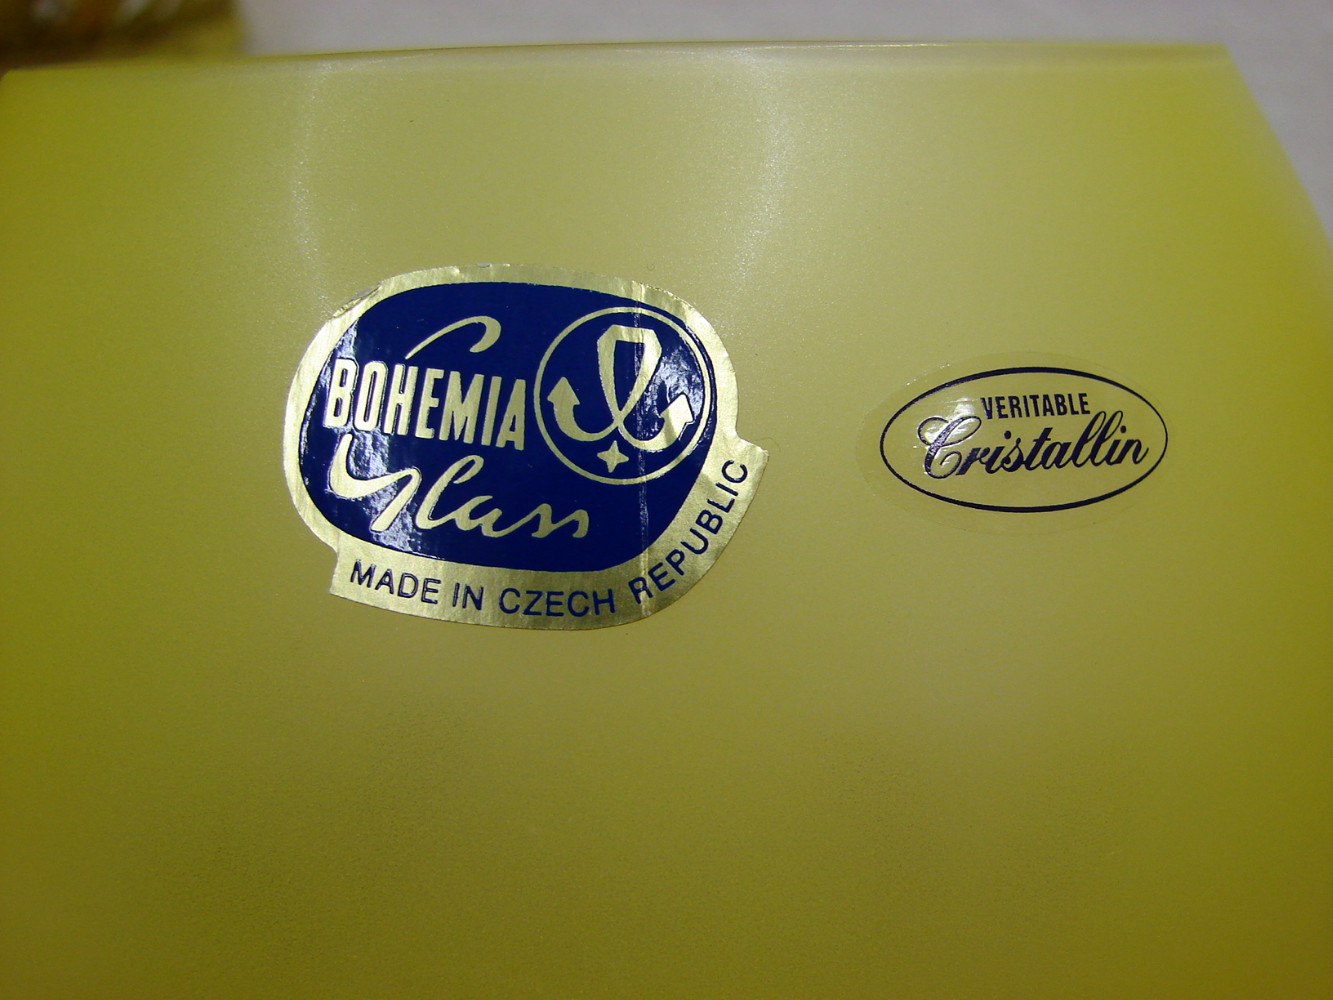 BOHEMIA
Glass
MADE IN CZECH REPUBLIC
VERITABLE
Cristallin